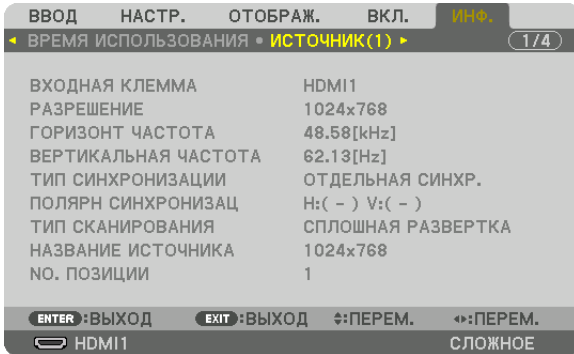 ВВОД НАСТР. ОТОБРАЖ. ВКЛ. ИНФ.
◄ ВРЕМЯ ИСПОЛЬЗОВАНИЯ • ИСТОЧНИК(1) ► 1/4
ВХОДНАЯ КЛЕММА HDMI1
РАЗРЕШЕНИЕ 1024x768
ГОРИЗОНТ ЧАСТОТА 48.58[kHz]
ВЕРТИКАЛЬНАЯ ЧАСТОТА 62.13[Hz]
ТИП СИНХРОНИЗАЦИИ ОТДЕЛЬНАЯ СИНХР.
ПОЛЯРН СИНХРОНИЗАЦ H:( – ) V:( – )
ТИП СКАНИРОВАНИЯ СПЛОШНАЯ РАЗВЕРТКА
НАЗВАНИЕ ИСТОЧНИКА 1024x768
NO. ПОЗИЦИИ 1
ENTER :ВЫХОД EXIT :ВЫХОД ♦:ПЕРЕМ. ◂▸:ПЕРЕМ.
HDMI1 СЛОЖНОЕ